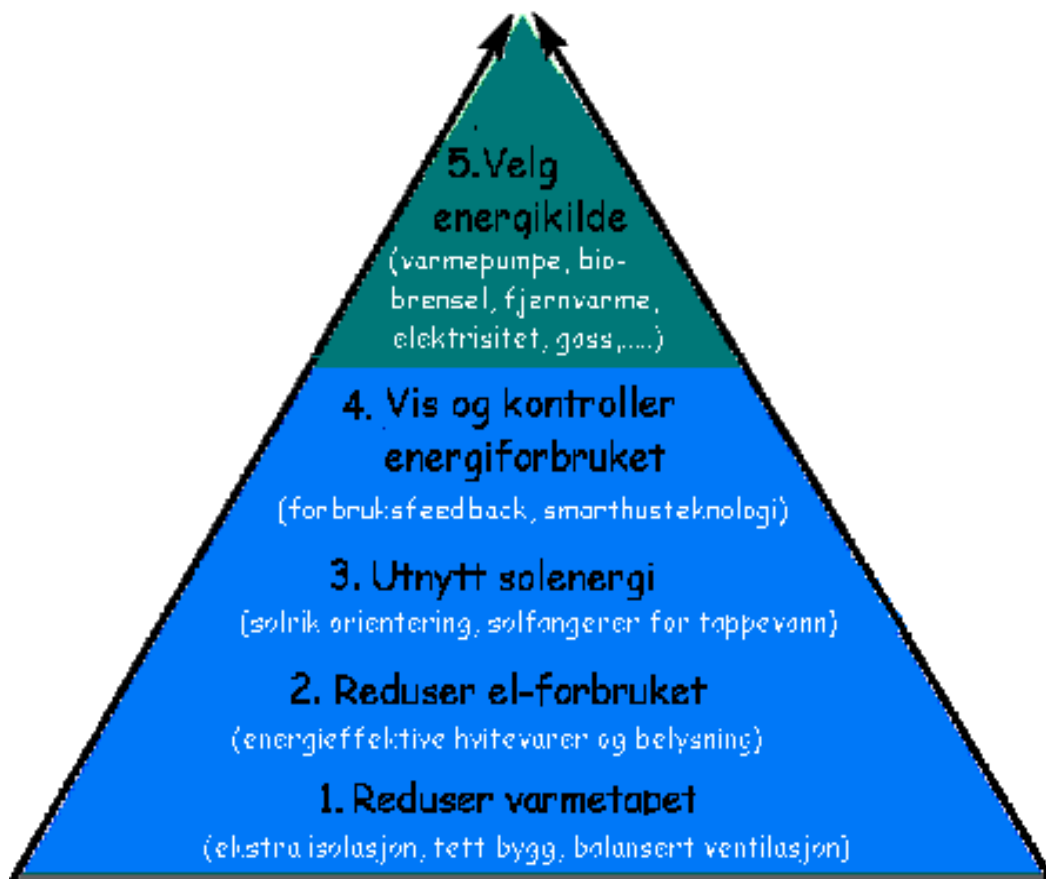 5.Velg
energikilde
(varmepumpe, bio-
brensel, fjernvarme,
elektrisitet, gass,.....)
4. Vis og kontroller
energiforbruket
(forbruksfeedback, smarthusteknologi)
3. Utnytt solenergi
(solrik orientering, solfangerer for tappevann)
2. Reduser el-forbruket
(energieffektive hvitevarer og belysning)
1. Reduser varmetapet
(ekstra isolasjon, tett bygg, balansert ventilasjon)